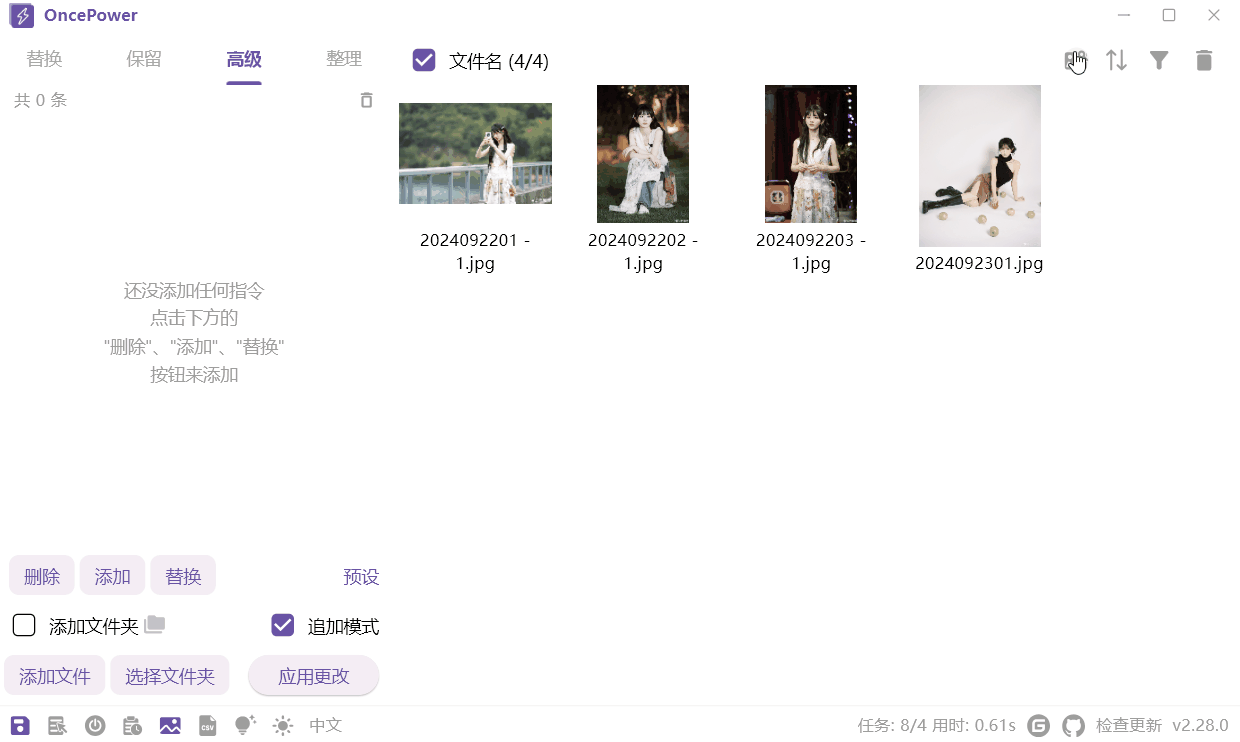 OncePower
替换 保留 高级 整理 文件名 (4/4)
共 0 条
2024092201 -
1.jpg
2024092202 -
1.jpg
2024092203 -
1.jpg
2024092301.jpg
还没添加任何指令
点击下方的
"删除"、"添加"、"替换"
按钮来添加
删除 添加 替换 预设
添加文件夹 追加模式
添加文件 选择文件夹 应用更改
CSV 中文 任务: 8/4 用时: 0.61s 检查更新 v2.28.0